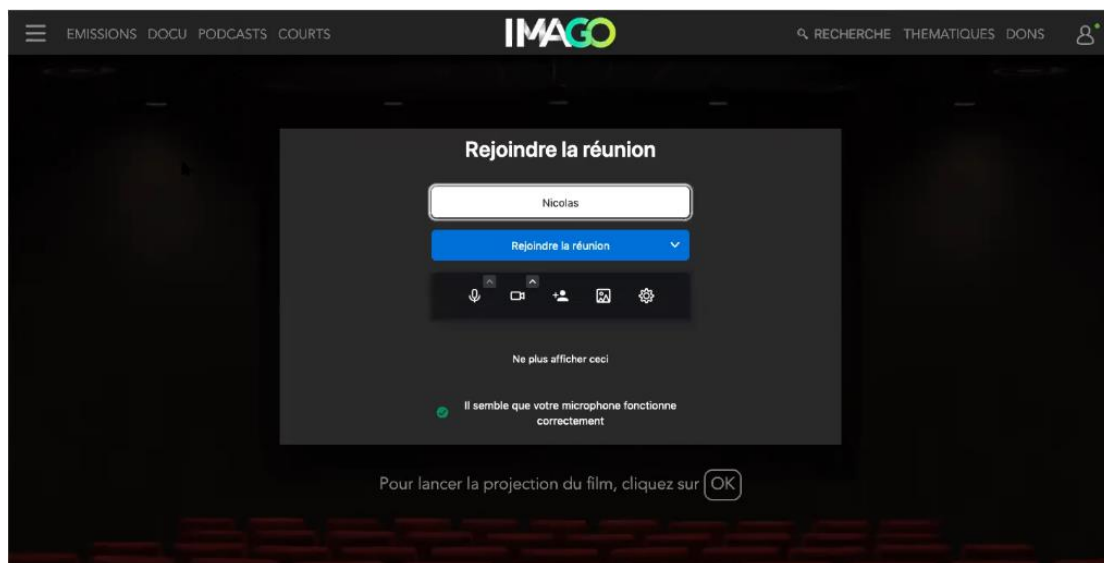 EMISSIONS DOCU PODCASTS COURTS IMAGO RECHERCHE THEMATIQUES DONS
Rejoindre la réunion
Nicolas
Rejoindre la réunion
Ne plus afficher ceci
Il semble que votre microphone fonctionne
correctement
Pour lancer la projection du film, cliquez sur OK